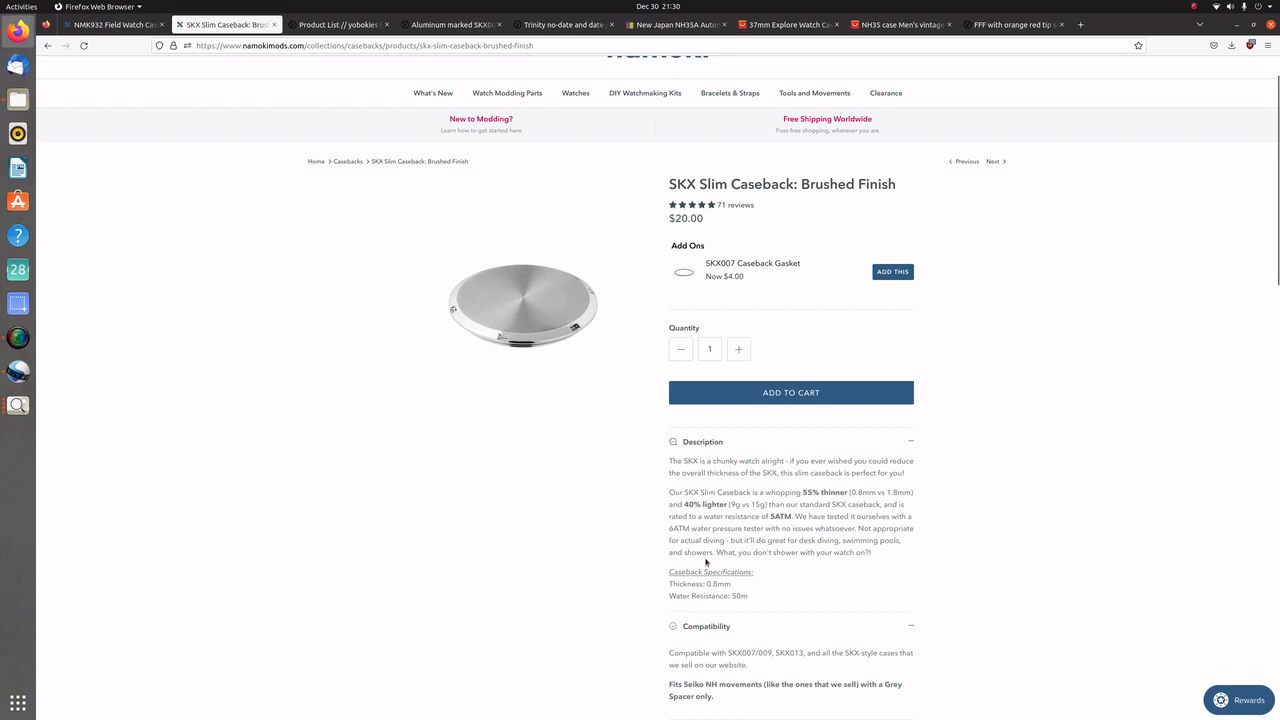 Activities
Firefox Web Browser
Dec 30 21:30
NMK932 Field Watch Cas
SKX Slim Caseback: Brush
Product List // yobokies
Aluminum marked SKX00
Trinity no-date and date
New Japan NH35A Autom
37mm Explore Watch Cas
NH35 case Men's watch p
FFF with orange red tip s
https://www.namokimods.com/collections/casebacks/products/skx-slim-caseback-brushed-finish
What's New Watch Modding Parts Watches DIY Watchmaking Kits Bracelets & Straps Tools and Movements Clearance
New to Modding?
Learn how to get started here
Free Shipping Worldwide
Fuss-free shopping, wherever you are
Home > Casebacks > SKX Slim Caseback: Brushed Finish
< Previous Next >
SKX Slim Caseback: Brushed Finish
71 reviews
$20.00
Add Ons
SKX007 Caseback Gasket
Now $4.00
ADD THIS
Quantity
— 1 +
ADD TO CART
Description
The SKX is a chunky watch alright - if you ever wished you could reduce
the overall thickness of the SKX, this slim caseback is perfect for you!
Our SKX Slim Caseback is a whopping 55% thinner (0.8mm vs 1.8mm)
and 40% lighter (9g vs 15g) than our standard SKX caseback, and is
rated to a water resistance of 5ATM. We have tested it ourselves with a
6ATM water pressure tester with no issues whatsoever. Not appropriate
for actual diving - but it'll do great for desk diving, swimming pools,
and showers. What, you don't shower with your watch on?!
Caseback Specifications:
Thickness: 0.8mm
Water Resistance: 50m
Compatibility
Compatible with SKX007/009, SKX013, and all the SKX-style cases that
we sell on our website.
Fits Seiko NH movements (like the ones that we sell) with a Grey
Spacer only.
Rewards
28